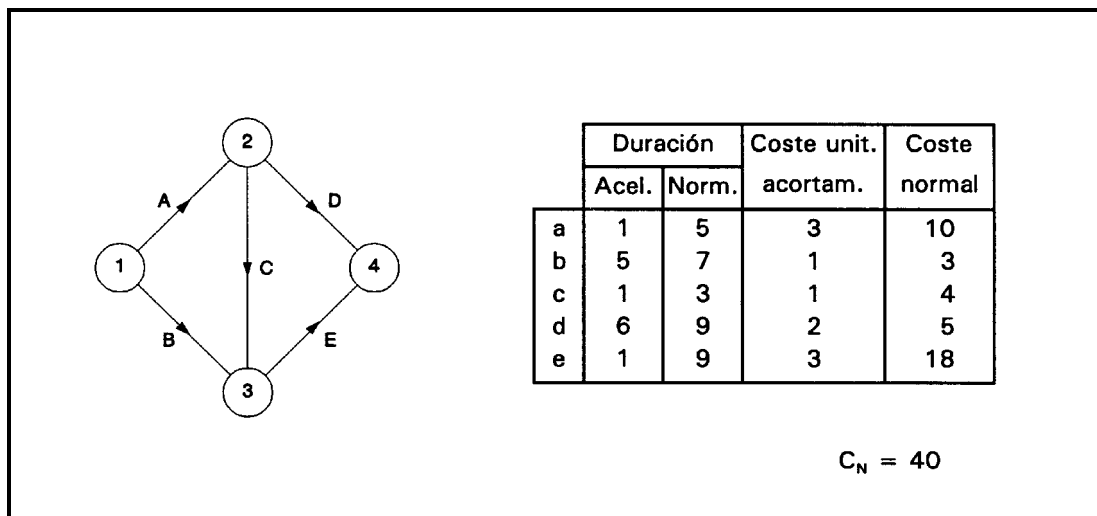 2
A
D
1
C
4
B
E
3
Duración Coste unit. Coste
Acel. Norm. acortam. normal
a 1 5 3 10
b 5 7 1 3
c 1 3 1 4
d 6 9 2 5
e 1 9 3 18
C_N = 40